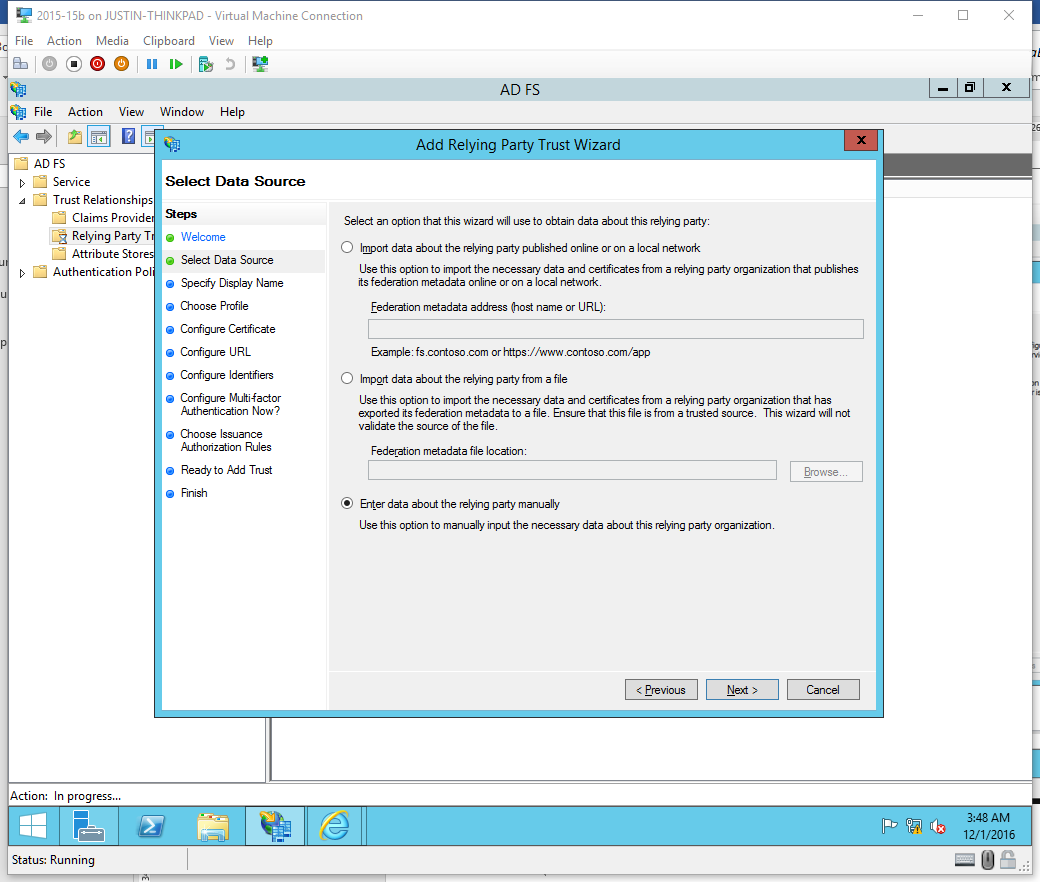 2015-15b on JUSTIN-THINKPAD - Virtual Machine Connection
File Action Media Clipboard View Help
AD FS
File Action View Window Help
AD FS
Service
Trust Relationships
Claims Provider
Relying Party Tr
Attribute Stores
Authentication Poli
Add Relying Party Trust Wizard
Select Data Source
Steps
Welcome
Select Data Source
Specify Display Name
Choose Profile
Configure Certificate
Configure URL
Configure Identifiers
Configure Multi-factor
Authentication Now?
Choose Issuance
Authorization Rules
Ready to Add Trust
Finish
Select an option that this wizard will use to obtain data about this relying party:
Import data about the relying party published online or on a local network
Use this option to import the necessary data and certificates from a relying party organization that publishes
its federation metadata online or on a local network.
Federation metadata address (host name or URL):
Example: fs.contoso.com or https://www.contoso.com/app
Import data about the relying party from a file
Use this option to import the necessary data and certificates from a relying party organization that has
exported its federation metadata to a file. Ensure that this file is from a trusted source. This wizard will not
validate the source of the file.
Federation metadata file location:
Browse...
Enter data about the relying party manually
Use this option to manually input the necessary data about this relying party organization.
< Previous Next > Cancel
Action: In progress...
3:48 AM
12/1/2016
Status: Running